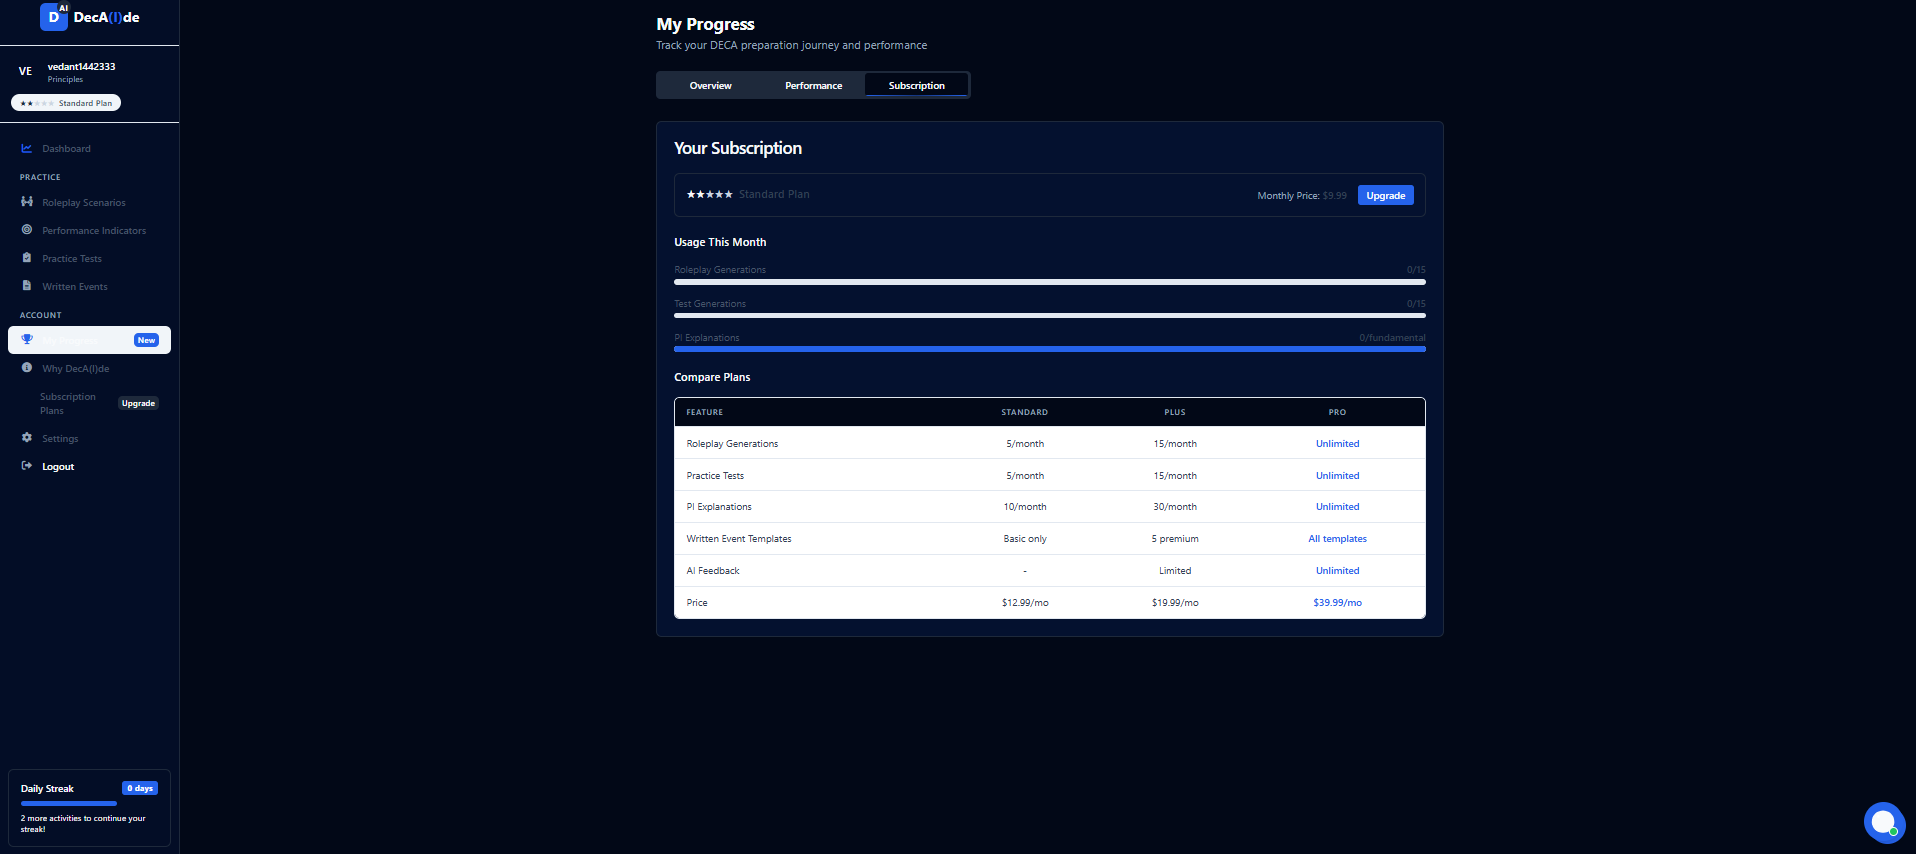 D AI DecA(I)de
VE
vedant1442333
Principles
★★★★★ Standard Plan
Dashboard
PRACTICE
Roleplay Scenarios
Performance Indicators
Practice Tests
Written Events
ACCOUNT
New
Why DecA(I)de
Subscription
Plans
Upgrade
Settings
Logout
Daily Streak
0 days
2 more activities to continue your
streak!
My Progress
Track your DECA preparation journey and performance
Overview Performance Subscription
Your Subscription
★★★★★ Standard Plan
Monthly Price: $9.99 Upgrade
Usage This Month
Roleplay Generations 0/15
Test Generations 0/15
PI Explanations 0/fundamental
Compare Plans
FEATURE STANDARD PLUS PRO
Roleplay Generations 5/month 15/month Unlimited
Practice Tests 5/month 15/month Unlimited
PI Explanations 10/month 30/month Unlimited
Written Event Templates Basic only 5 premium All templates
AI Feedback - Limited Unlimited
Price $12.99/mo $19.99/mo $39.99/mo